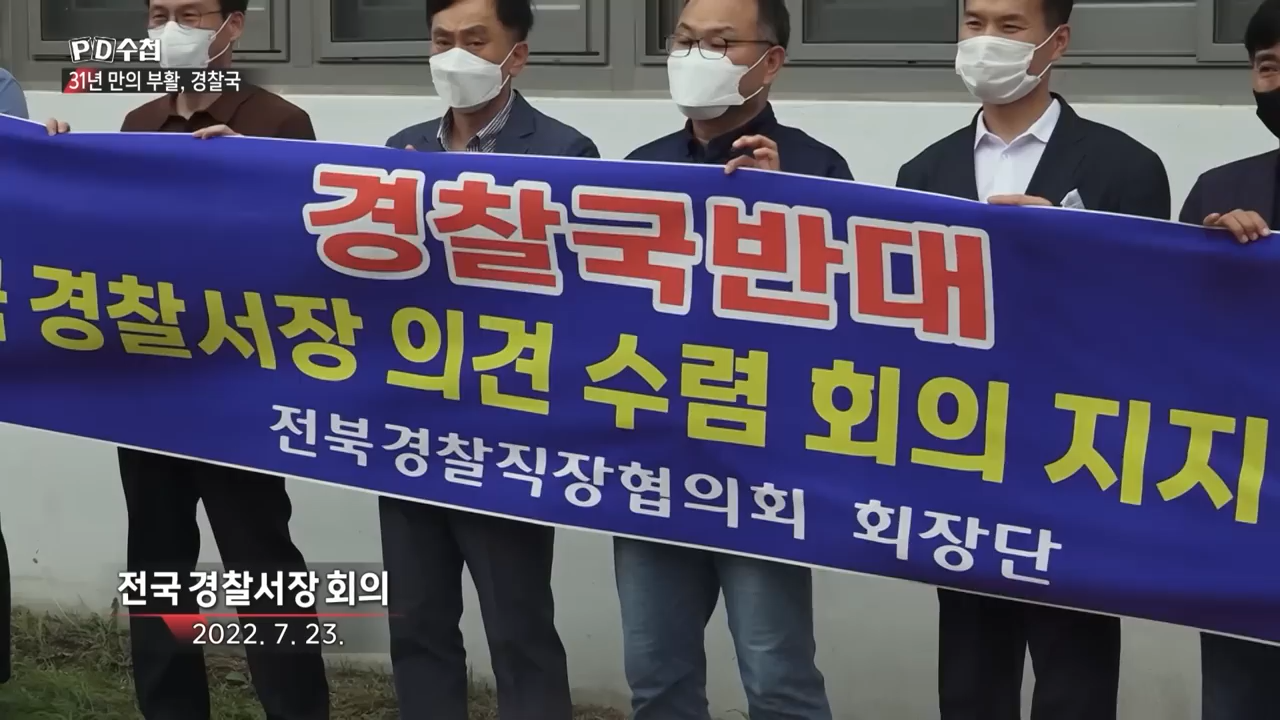 PD수첩
31년 만의 부활, 경찰국
경찰국반대
경찰서장 의견 수렴 회의 지지
전북경찰직장협의회 회장단
전국 경찰서장 회의
2022. 7. 23.